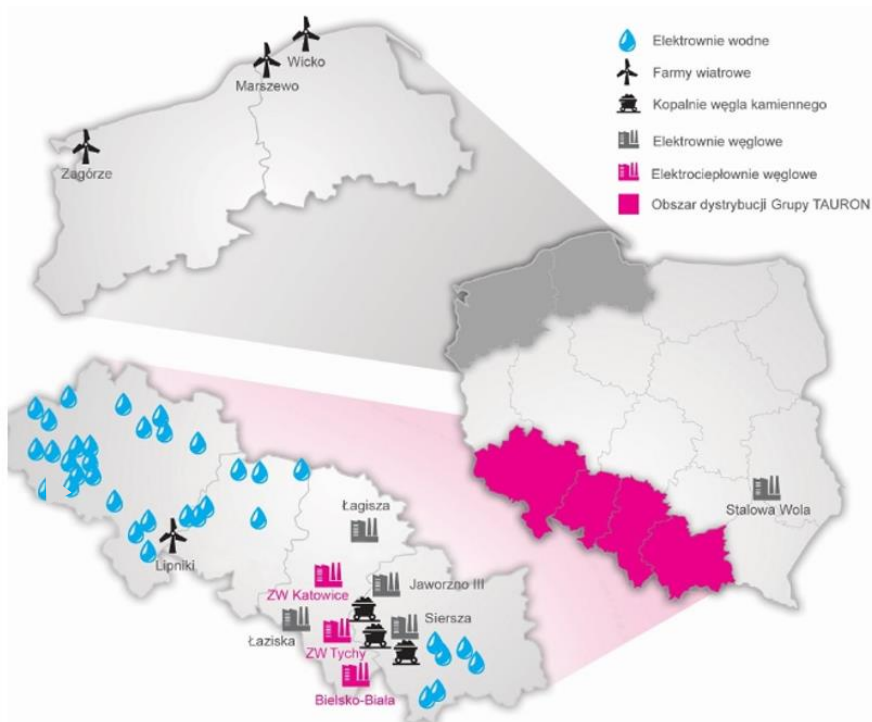 Wicko
Marszewo
Zagórze
Elektrownie wodne
Farmy wiatrowe
Kopalnie węgla kamiennego
Elektrownie węglowe
Elektrociepłownie węglowe
Obszar dystrybucji Grupy TAURON
Stalowa Wola
Łagisza
Lipniki
ZW Katowice
Jaworzno III
Siersza
Łaziska
ZW Tychy
Bielsko-Biała